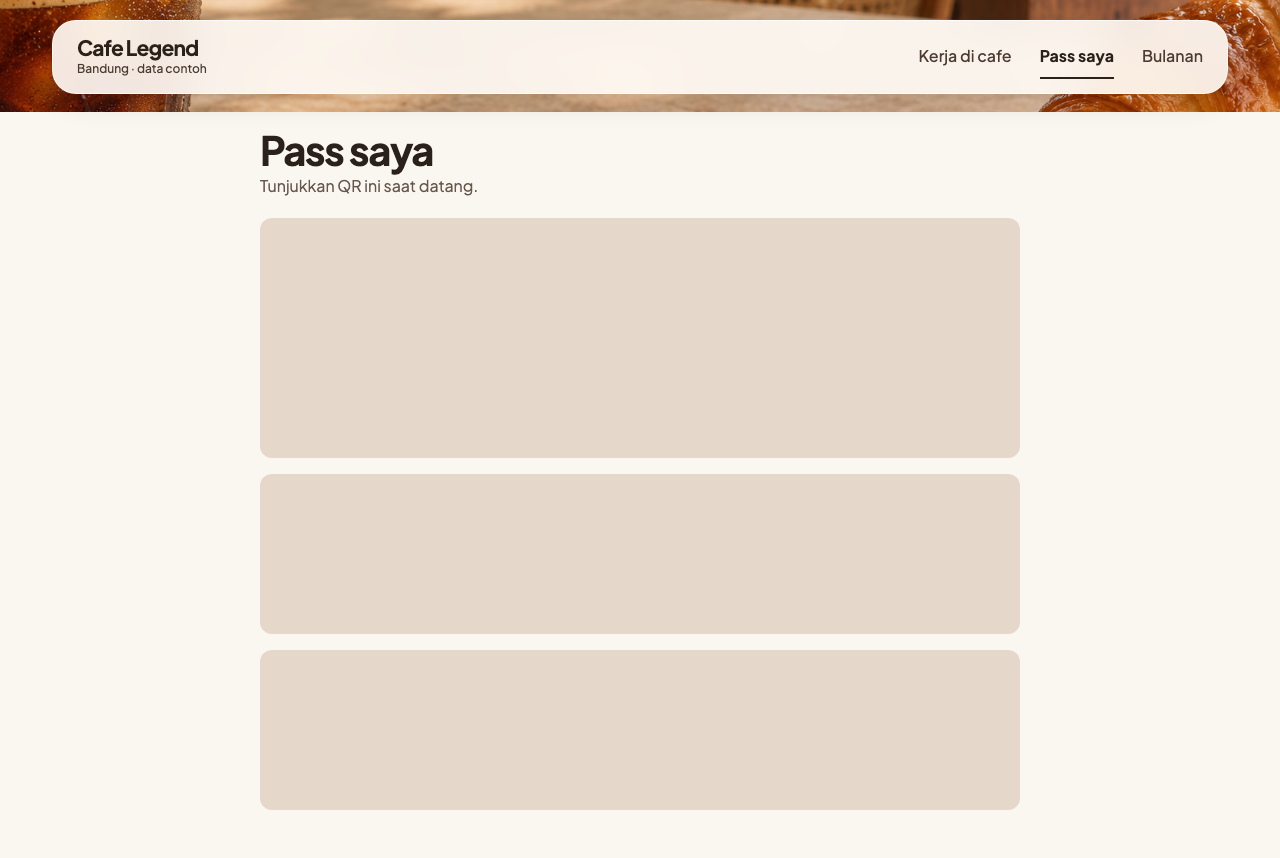 Cafe Legend
Bandung · data contoh
Kerja di cafe
Pass saya
Bulanan
Pass saya
Tunjukkan QR ini saat datang.